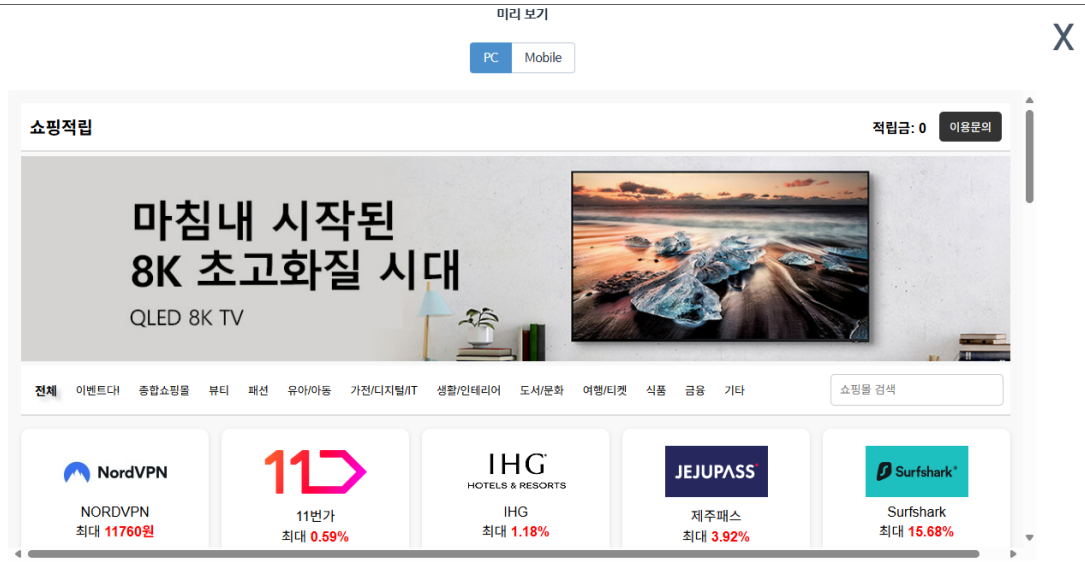 미리 보기
X
PC
Mobile
쇼핑적립
적립금: 0
이용문의
마침내 시작된
8K 초고화질 시대
QLED 8K TV
전체 이벤트다! 종합쇼핑몰 뷰티 패션 유아/아동 가전/디지털/IT 생활/인테리어 도서/문화 여행/티켓 식품 금융 기타
쇼핑몰 검색
NordVPN
NORDVPN
최대 11760원
11
11번가
최대 0.59%
IHG
HOTELS & RESORTS
IHG
최대 1.18%
JEJUPASS
제주패스
최대 3.92%
Surfshark
Surfshark
최대 15.68%